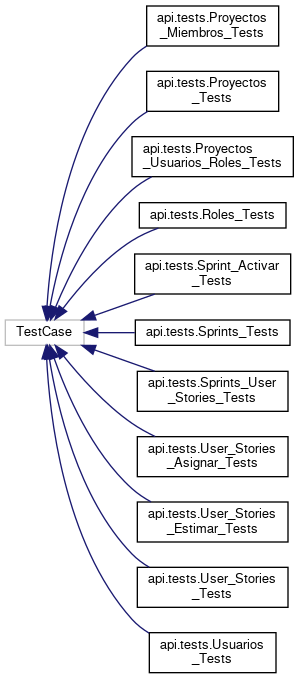 api.tests.Proyectos
_Miembros_Tests
api.tests.Proyectos
_Tests
api.tests.Proyectos
_Usuarios_Roles_Tests
api.tests.Roles_Tests
api.tests.Sprint_Activar
_Tests
TestCase
api.tests.Sprints_Tests
api.tests.Sprints_User
_Stories_Tests
api.tests.User_Stories
_Asignar_Tests
api.tests.User_Stories
_Estimar_Tests
api.tests.User_Stories
_Tests
api.tests.Usuarios
_Tests